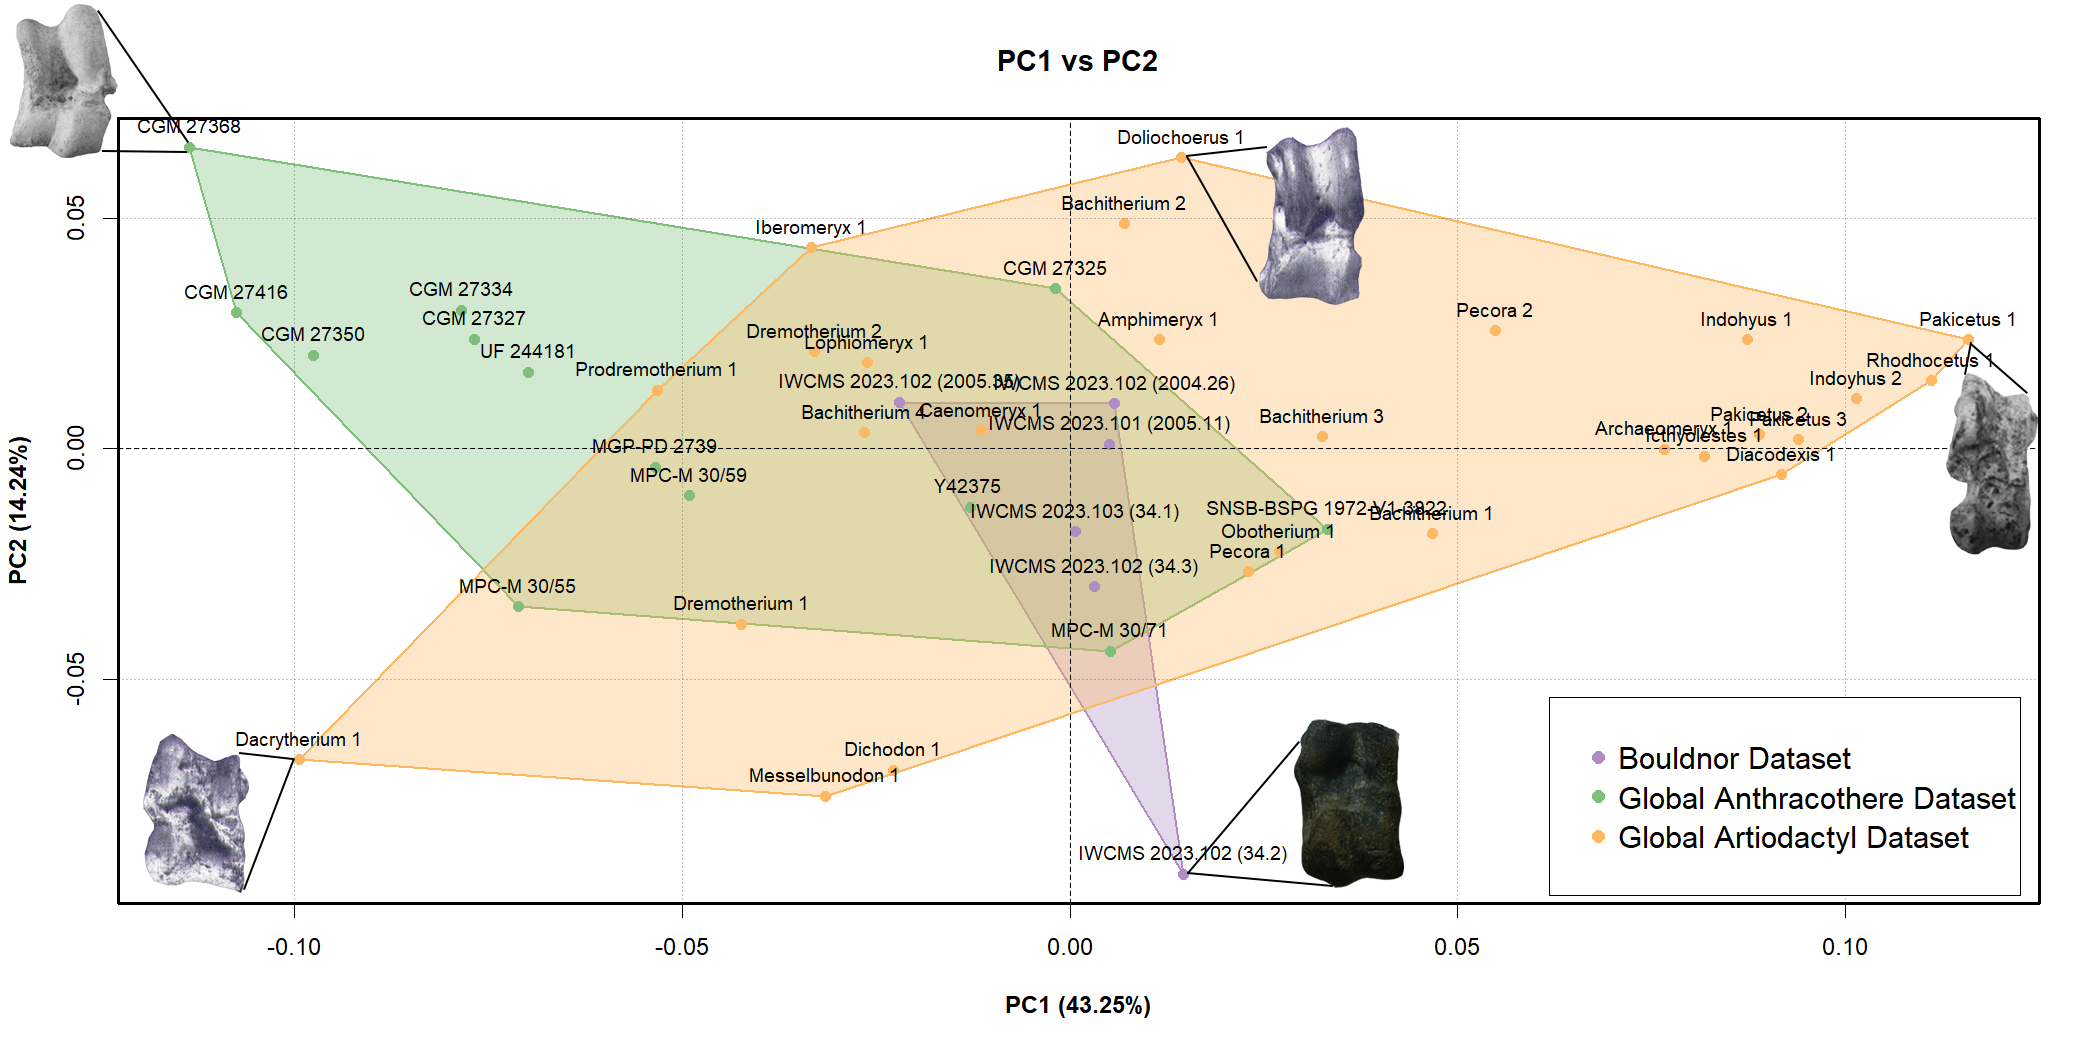 PC1 vs PC2
CGM 27368
Doliochoerus 1
Bachitherium 2
Iberomeryx 1
CGM 27325
CGM 27416
CGM 27334
CGM 27327
CGM 27350
UF 244181
Prodremotherium 1
Dremotherium 2
Lophiomeryx 1
Amphimeryx 1
Pecora 2
Indohyus 1
Pakicetus 1
Rhodhocetus 1
Indoyhus 2
IWCMS 2023.102 (2005.35)
IWCMS 2023.102 (2004.26)
Bachitherium 4
Caenomeryx 1
IWCMS 2023.101 (2005.11)
Bachitherium 3
Pakicetus 2
Pakicetus 3
Archaeomeryx 1
Icthyolestes 1
Diacodexis 1
MGP-PD 2739
MPC-M 30/59
Y42375
IWCMS 2023.103 (34.1)
SNSB-BSPG 1972-V1-3922
Bachitherium 1
Obotherium 1
Pecora 1
IWCMS 2023.102 (34.3)
MPC-M 30/55
Dremotherium 1
MPC-M 30/71
Dacrytherium 1
Dichodon 1
Messelbunodon 1
IWCMS 2023.102 (34.2)
Bouldnor Dataset
Global Anthracothere Dataset
Global Artiodactyl Dataset
0.05
0.00
-0.05
PC2 (14.24%)
-0.10
-0.05
0.00
0.05
0.10
PC1 (43.25%)